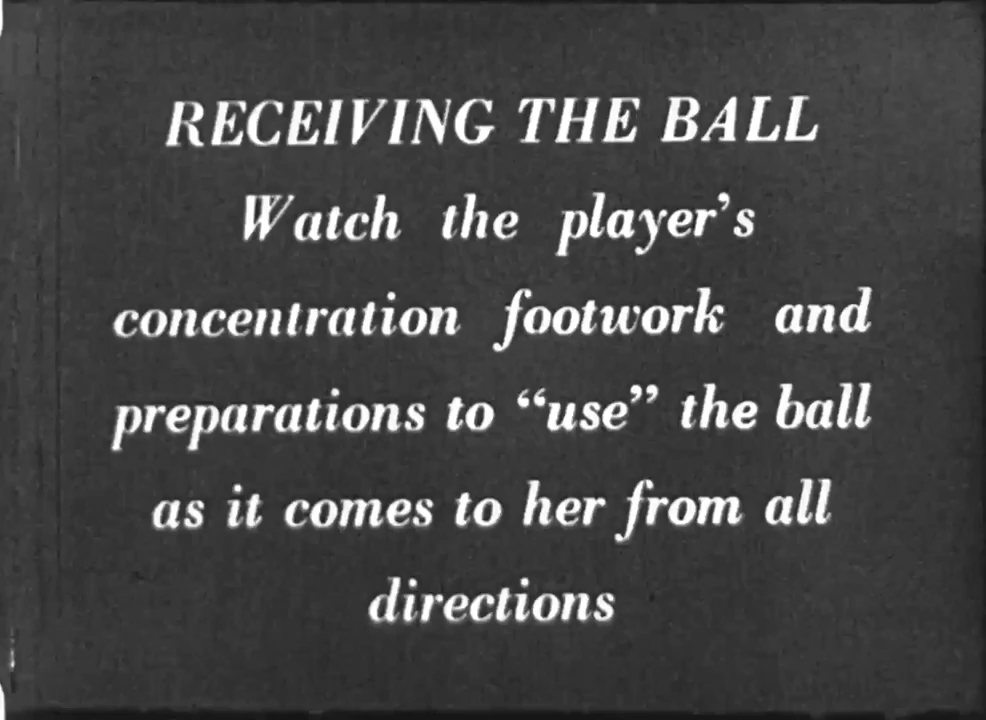 RECEIVING THE BALL
Watch the player's
concentration footwork and
preparations to “use” the ball
as it comes to her from all
directions